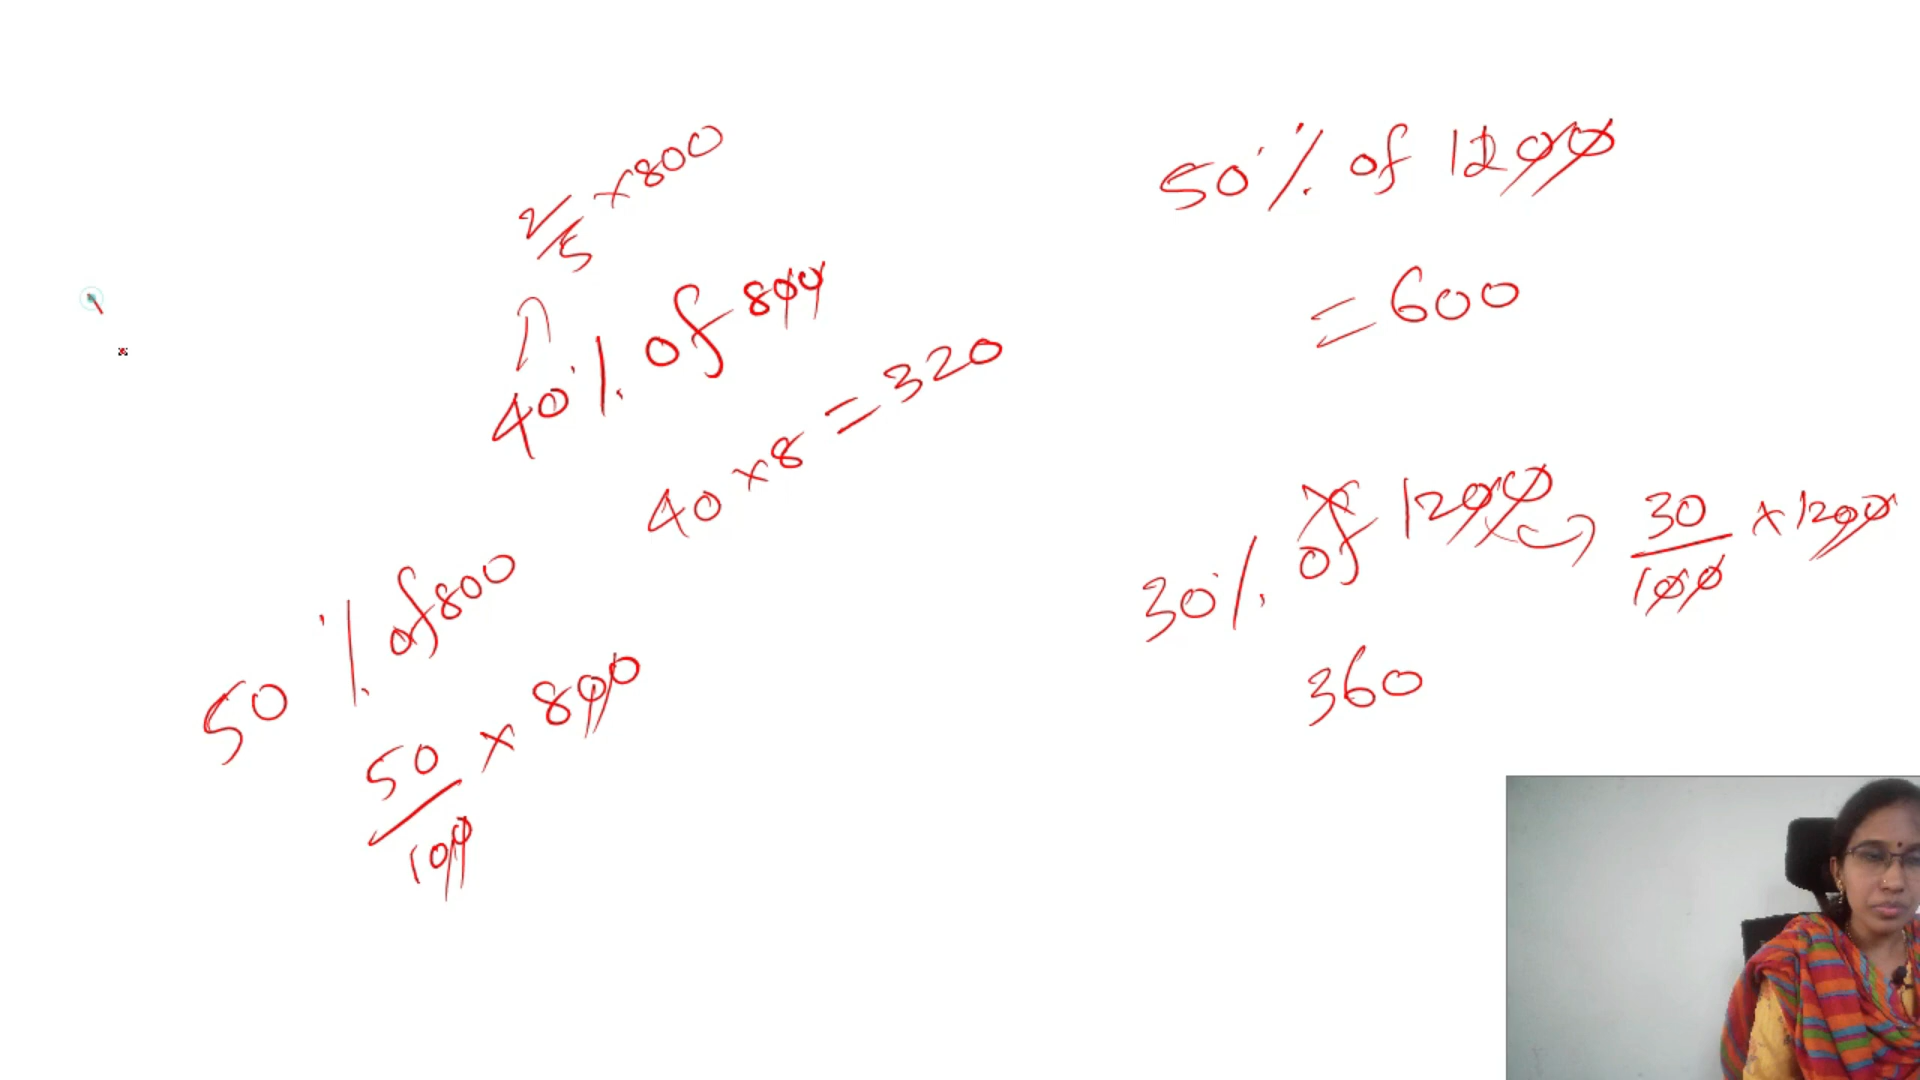 2/5 × 800
40% of 800
40 × 8 = 320
50% of 800
50/100 × 800
50% of 1200
= 600
30% of 1200
×
30/100 × 1200
360